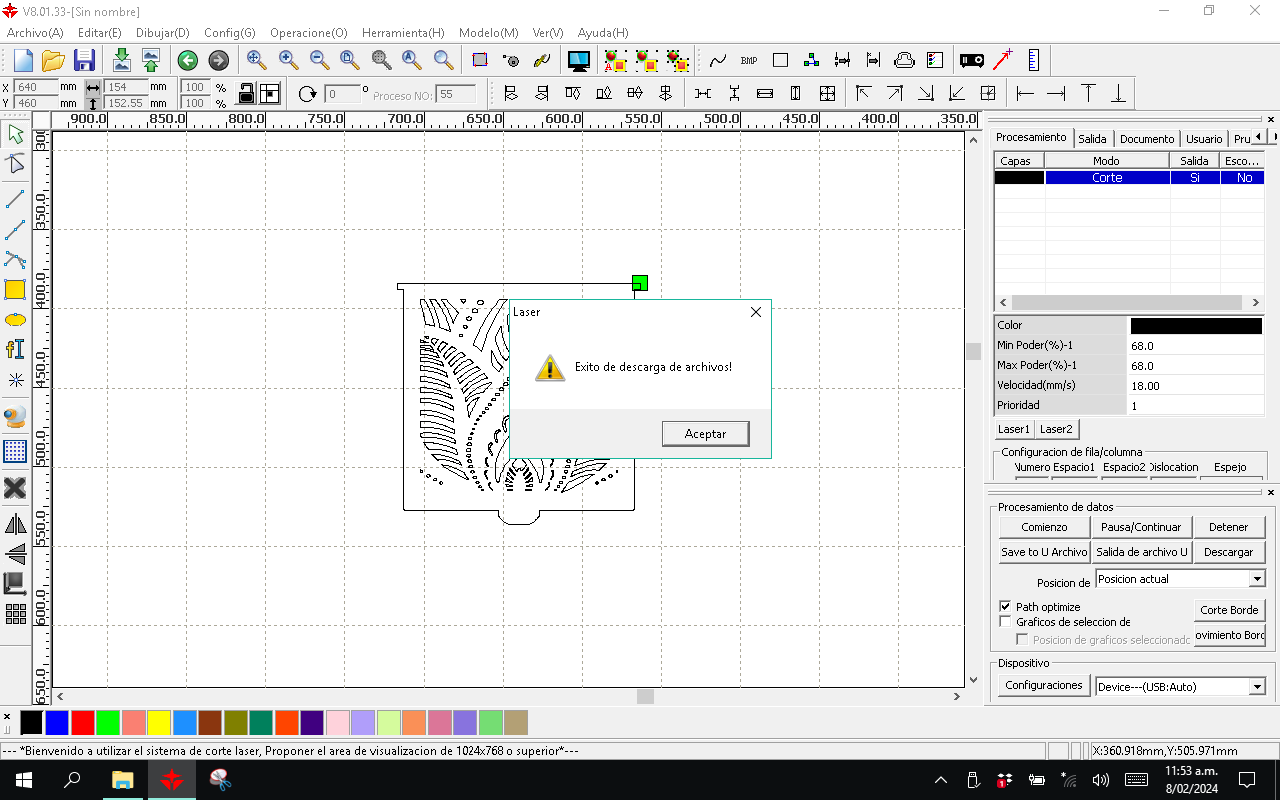 V8.01.33-[Sin nombre]
Archivo(A) Editar(E) Dibujar(D) Config(G) Operacione(O) Herramienta(H) Modelo(M) Ver(V) Ayuda(H)
BMP
X 640 mm 154 mm 100 %
Y 460 mm 152.55 mm 100 %
0 ° Proceso NO: 55
900.0 850.0 800.0 750.0 700.0 650.0 600.0 550.0 500.0 450.0 400.0 350.0
300
350.0
400.0
450.0
500.0
550.0
600.0
650.0
Procesamiento Salida Documento Usuario Pru
Capas Modo Salida Esco...
Corte Si No
Color
Min Poder(%)-1 68.0
Max Poder(%)-1 68.0
Velocidad(mm/s) 18.00
Prioridad 1
Laser1 Laser2
Configuracion de fila/columna
Numero Espacio1 Espacio2 Dislocation Espejo
Laser
Exito de descarga de archivos!
Aceptar
Procesamiento de datos
Comienzo Pausa/Continuar Detener
Save to U Archivo Salida de archivo U Descargar
Posicion de Posicion actual
Path optimize Corte Borde
Graficos de seleccion de
Posicion de graficos seleccionado ovimiento Bord
Dispositivo
Configuraciones Device---(USB:Auto)
--- *Bienvenido a utilizar el sistema de corte laser, Proponer el area de visualizacion de 1024x768 o superior*---
X:360.918mm,Y:505.971mm
11:53 a.m.
8/02/2024